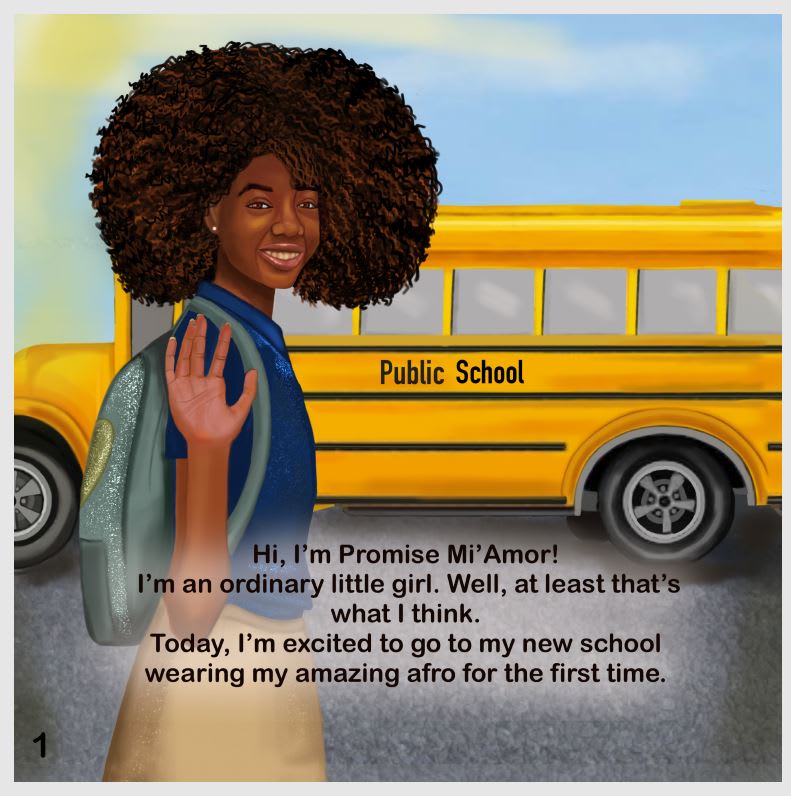 Public School
Hi, I'm Promise Mi'Amor!
I'm an ordinary little girl. Well, at least that's
what I think.
Today, I'm excited to go to my new school
wearing my amazing afro for the first time.
1